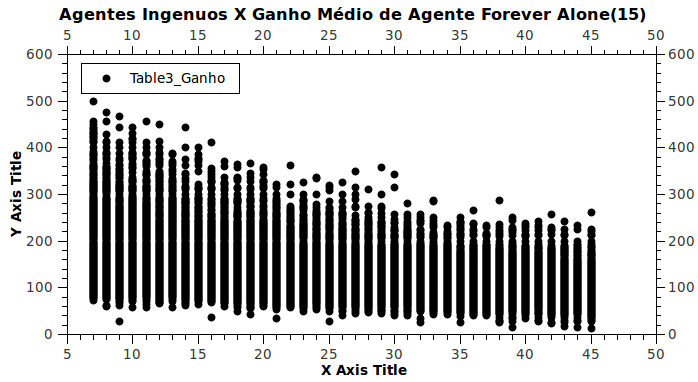 Agentes Ingenuos X Ganho Médio de Agente Forever Alone(15)
5 10 15 20 25 30 35 40 45 50
600 600
Table3_Ganho
500 500
400 400
300 300
Y Axis Title
200 200
100 100
0 0
5 10 15 20 25 30 35 40 45 50
X Axis Title